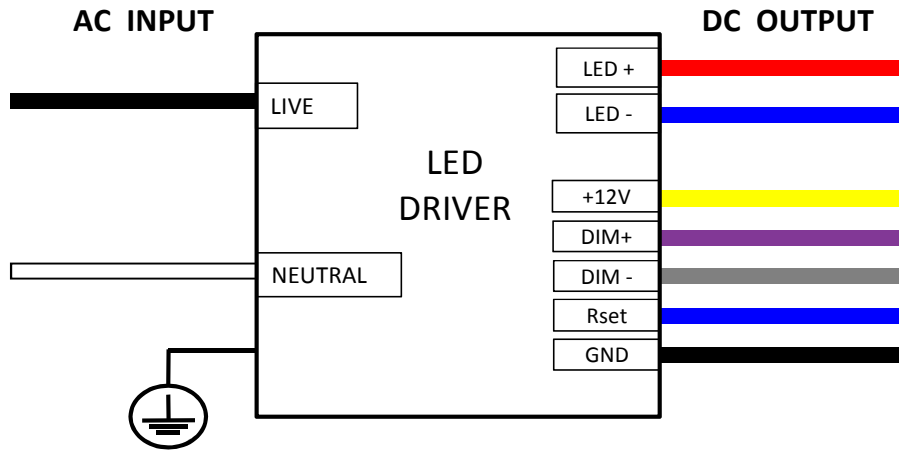 AC INPUT
DC OUTPUT
LIVE
NEUTRAL
LED
DRIVER
LED +
LED -
+12V
DIM+
DIM -
Rset
GND